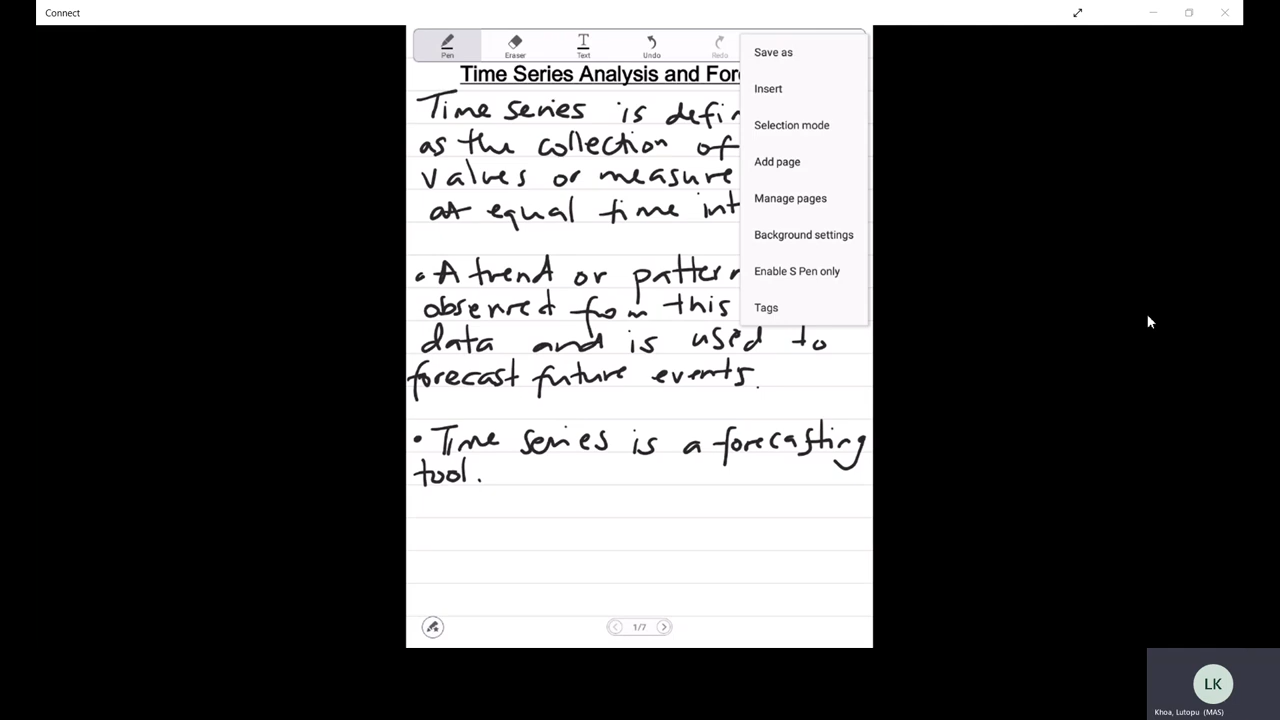 Connect
Pen
Eraser
Text
Undo
Redo
Save as
Insert
Selection mode
Add page
Manage pages
Background settings
Enable S Pen only
Tags
Time Series Analysis and For
Time series is defin
as the collection of
values or measure
at equal time int
• A trend or pattern
observed from this
data and is used to
forecast future events.
• Time series is a forecasting
tool.
1/7
LK
Khoa, Lutopu (MAS)